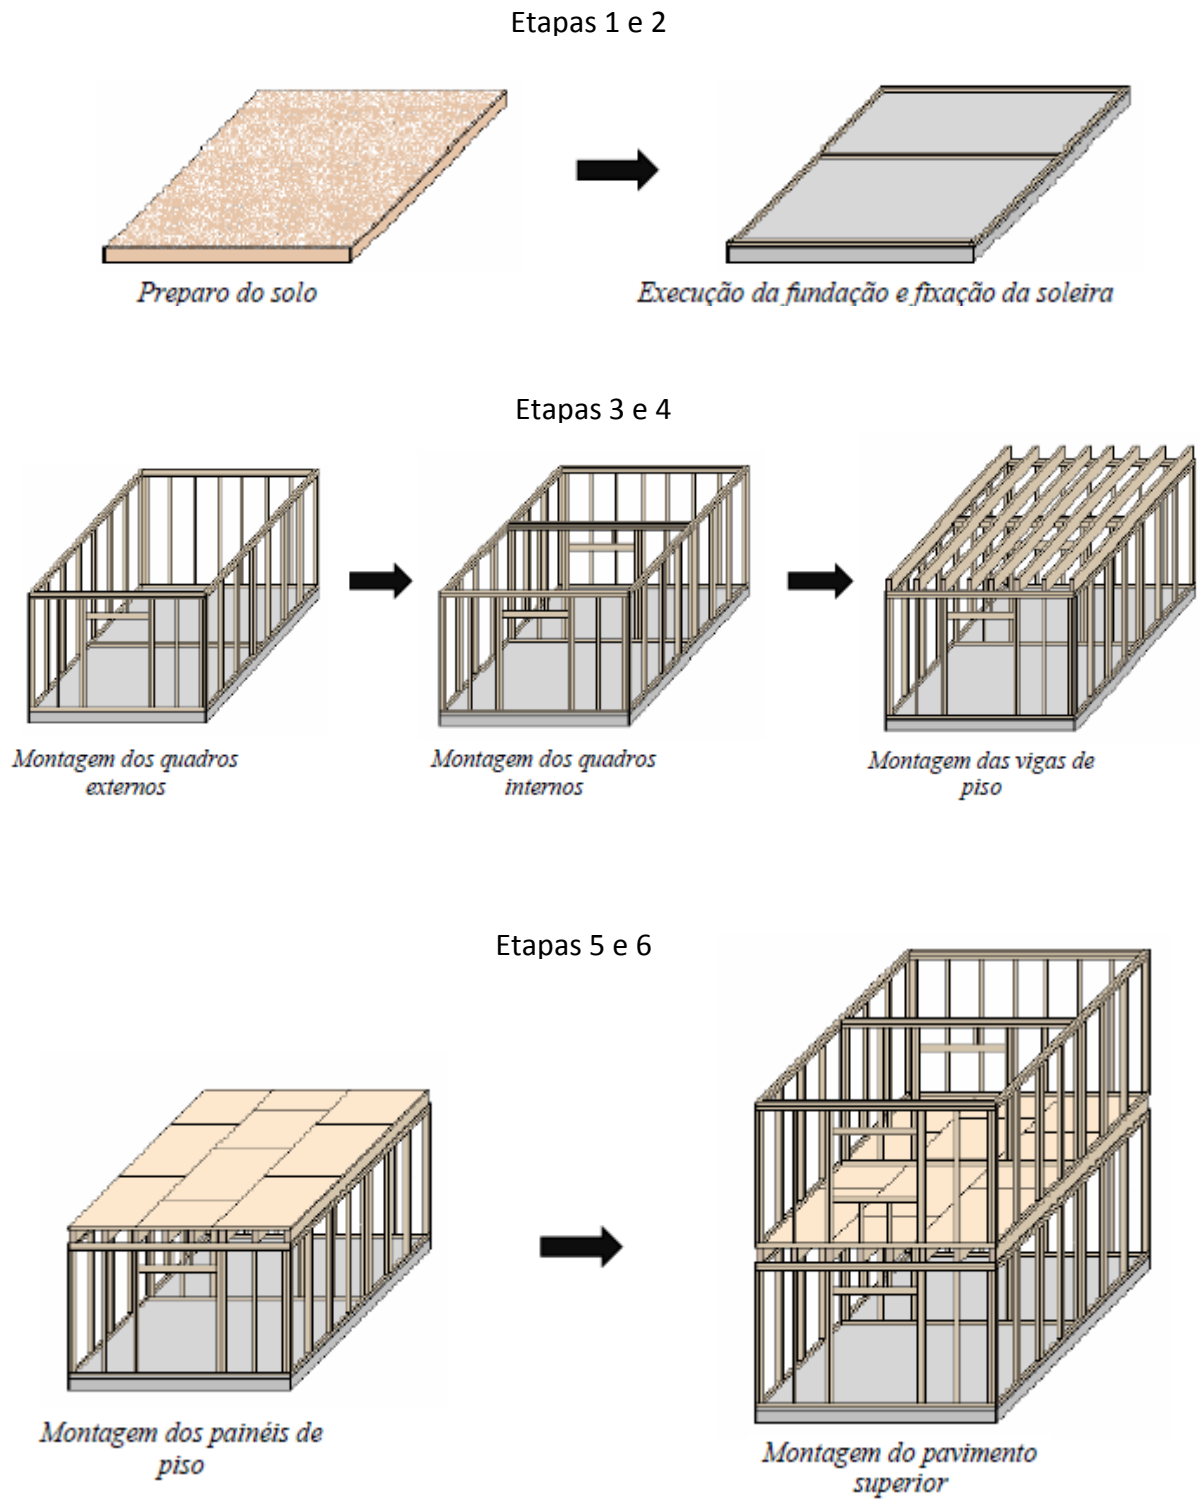 Etapas 1 e 2
Preparo do solo
Execução da fundação e fixação da soleira
Etapas 3 e 4
Montagem dos quadros
externos
Montagem dos quadros
internos
Montagem das vigas de
piso
Etapas 5 e 6
Montagem dos painéis de
piso
Montagem do pavimento
superior